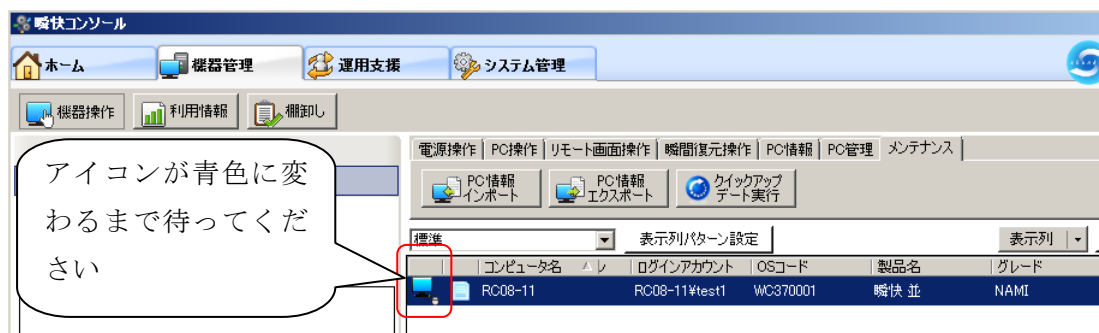 瞬快コンソール
ホーム 機器管理 運用支援 システム管理
機器操作 利用情報 棚卸し
アイコンが青色に変
わるまで待ってくだ
さい
電源操作 PC操作 リモート画面操作 瞬間復元操作 PC情報 PC管理 メンテナンス
PC情報
インポート
PC情報
エクスポート
クイックアップ
デート実行
標準 表示列パターン設定 表示列
コンピュータ名 レ ログインアカウント OSコード 製品名 グレード
RC08-11 RC08-11¥test1 WC370001 瞬快 並 NAMI